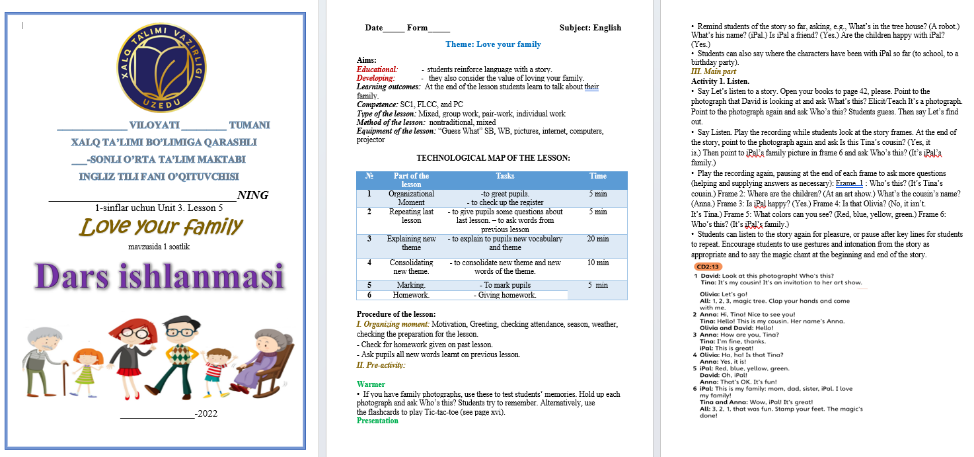 XALQ TALIMI VAZIRLIGI
UZEDU
______________ VILOYATI _________ TUMANI
XALQ TA'LIMI BO'LIMIGA QARASHLI
___-SONLI O'RTA TA'LIM MAKTABI
INGLIZ TILI FANI O'QITUVCHISI
______________________________NING
1-sinflar uchun Unit 3. Lesson 5
Love your family
mavzusida 1 soatlik
Dars ishlanmasi
________________-2022
Date_____ Form_____ Subject: English
Theme: Love your family
Aims:
Educational: - students reinforce language with a story.
Developing: - they also consider the value of loving your family.
Learning outcomes: At the end of the lesson students learn to talk about their
family.
Competence: SC1, FLCC, and PC
Type of the lesson: Mixed, group work, pair-work, individual work
Method of the lesson: nontraditional, mixed
Equipment of the lesson: "Guess What" SB, WB, pictures, internet, computers,
projector
TECHNOLOGICAL MAP OF THE LESSON:
№ Part of the lesson Tasks Time
1 Organizational Moment -to greet pupils. - to check up the register 5 min
2 Repeating last lesson - to give pupils some questions about last lesson. – to ask words from previous lesson 5 min
3 Explaining new theme - to explain to pupils new vocabulary and theme 20 min
4 Consolidating new theme. - to consolidate new theme and new words of the theme. 10 min
5 Marking. - To mark pupils 5 min
6 Homework. - Giving homework.
Procedure of the lesson:
I. Organizing moment: Motivation, Greeting, checking attendance, season, weather,
checking the preparation for the lesson.
- Check for homework given on past lesson.
- Ask pupils all new words learnt on previous lesson.
II. Pre-activity:
Warmer
• If you have family photographs, use these to test students' memories. Hold up each
photograph and ask Who's this? Students try to remember. Alternatively, use
the flashcards to play Tic-tac-toe (see page xvi).
Presentation
• Remind students of the story so far, asking, e.g., What's in the tree house? (A robot.)
What's his name? (iPal.) Is iPal a friend? (Yes.) Are the children happy with iPal?
(Yes.)
• Students can also say where the characters have been with iPal so far (to school, to a
birthday party).
III. Main part
Activity 1. Listen.
• Say Let's listen to a story. Open your books to page 42, please. Point to the
photograph that David is looking at and ask What's this? Elicit/Teach It's a photograph.
Point to the photograph again and ask Who's this? Students guess. Then say Let's find
out.
• Say Listen. Play the recording while students look at the story frames. At the end of
the story, point to the photograph again and ask Is this Tina's cousin? (Yes, it
is.) Then point to iPal's family picture in frame 6 and ask Who's this? (It's iPal's
family.)
• Play the recording again, pausing at the end of each frame to ask more questions
(helping and supplying answers as necessary): Frame 1 : Who's this? (It's Tina's
cousin.) Frame 2: Where are the children? (At an art show.) What's the cousin's name?
(Anna.) Frame 3: Is iPal happy? (Yes.) Frame 4: Is that Olivia? (No, it isn't.
It's Tina.) Frame 5: What colors can you see? (Red, blue, yellow, green.) Frame 6:
Who's this? (It's iPal's family.)
• Students can listen to the story again for pleasure, or pause after key lines for students
to repeat. Encourage students to use gestures and intonation from the story as
appropriate and to say the magic chant at the beginning and end of the story.
CD2:13
1 David: Look at this photograph! Who's this?
Tina: It's my cousin! It's an invitation to her art show.
Olivia: Let's go!
All: 1, 2, 3, magic tree. Clap your hands and come
with me.
2 Anna: Hi, Tina! Nice to see you!
Tina: Hello! This is my cousin. Her name's Anna.
Olivia and David: Hello!
3 Anna: How are you, Tina?
Tina: I'm fine, thanks.
iPal: This is great!
4 Olivia: Ha, ha! Is that Tina?
Anna: Yes, it is!
5 iPal: Red, blue, yellow, green.
David: Oh, iPal!
Anna: That's OK. It's fun!
6 iPal: This is my family: mom, dad, sister, iPal. I love
my family!
Tina and Anna: Wow, iPal! It's great!
All: 3, 2, 1, that was fun. Stamp your feet. The magic's
done!